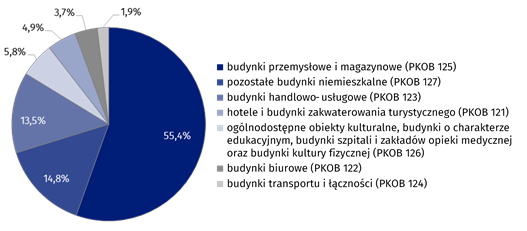 1,9%
3,7%
4,9%
5,8%
13,5%
14,8%
55,4%
budynki przemysłowe i magazynowe (PKOB 125)
pozostałe budynki niemieszkalne (PKOB 127)
budynki handlowo-usługowe (PKOB 123)
hotele i budynki zakwaterowania turystycznego (PKOB 121)
ogólnodostępne obiekty kulturalne, budynki o charakterze
edukacyjnym, budynki szpitali i zakładów opieki medycznej
oraz budynki kultury fizycznej (PKOB 126)
budynki biurowe (PKOB 122)
budynki transportu i łączności (PKOB 124)